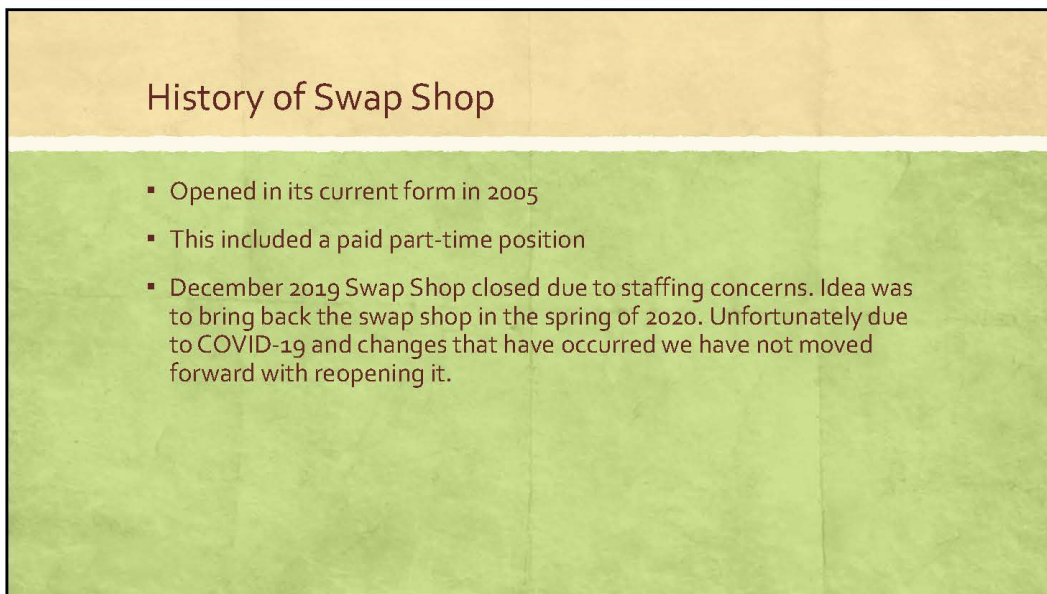 History of Swap Shop
▪ Opened in its current form in 2005
▪ This included a paid part-time position
▪ December 2019 Swap Shop closed due to staffing concerns. Idea was
to bring back the swap shop in the spring of 2020. Unfortunately due
to COVID-19 and changes that have occurred we have not moved
forward with reopening it.